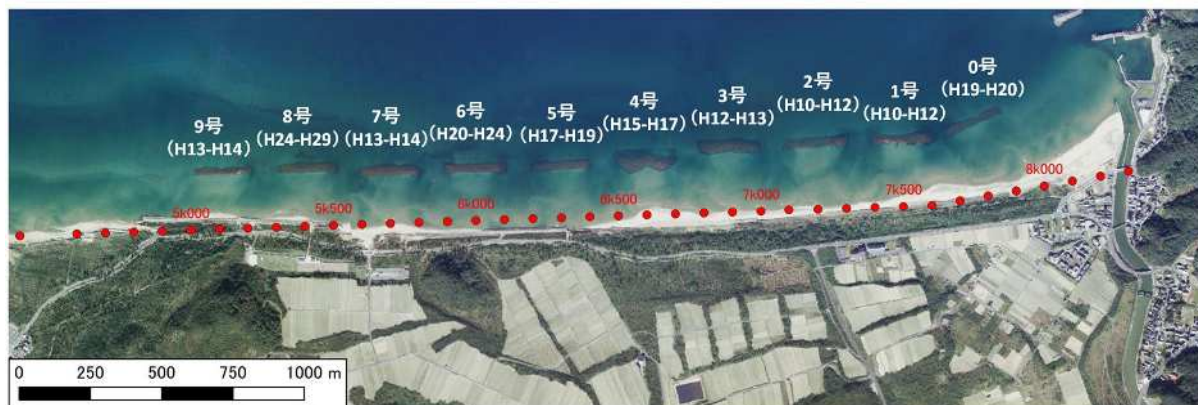 0号
(H19-H20)
1号
(H10-H12)
2号
(H10-H12)
3号
(H12-H13)
4号
(H15-H17)
5号
(H17-H19)
6号
(H20-H24)
7号
(H13-H14)
8号
(H24-H29)
9号
(H13-H14)
5k000
5k500
6k000
6k500
7k000
7k500
8k000
0 250 500 750 1000 m